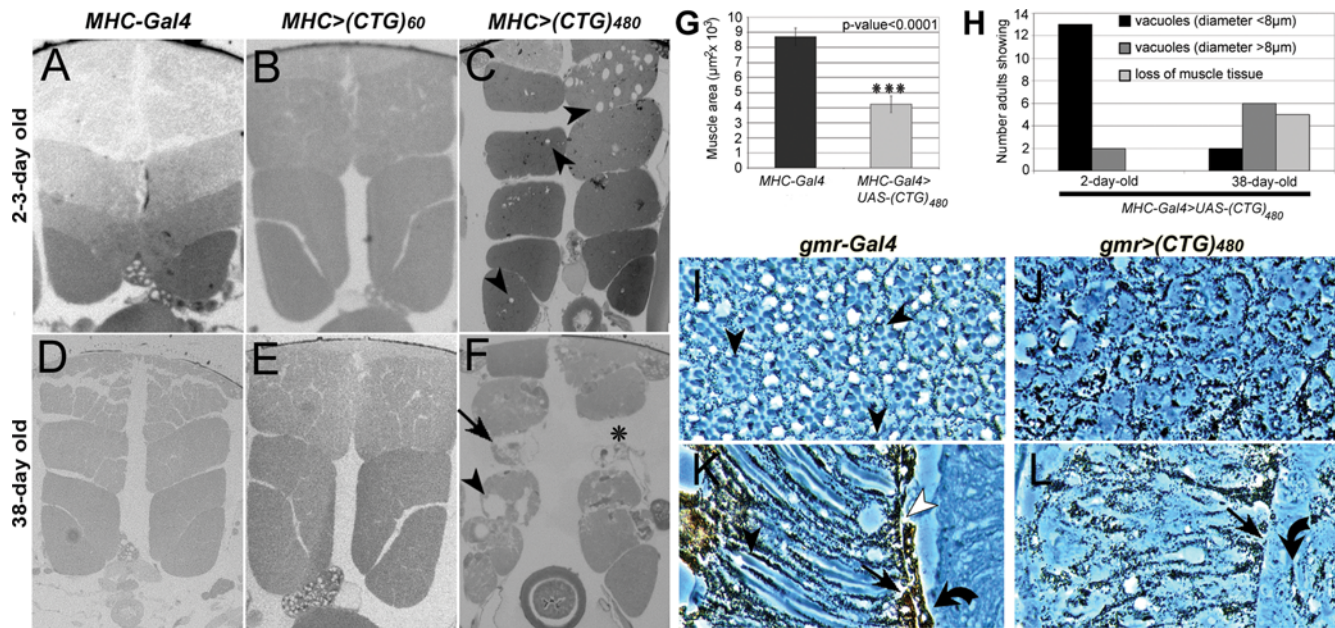 MHC-Gal4
MHC>(CTG)60
MHC>(CTG)480
2-3-day old
38-day old
A
B
C
D
E
F
G
p-value<0.0001
Muscle area (µm²x 10³)
10
9
8
7
6
5
4
3
2
1
0
***
MHC-Gal4
MHC-Gal4>
UAS-(CTG)480
H
Number adults showing
14
12
10
8
6
4
2
0
vacuoles (diameter <8µm)
vacuoles (diameter >8µm)
loss of muscle tissue
2-day-old
38-day-old
MHC-Gal4>UAS-(CTG)480
gmr-Gal4
gmr>(CTG)480
I
J
K
L
*